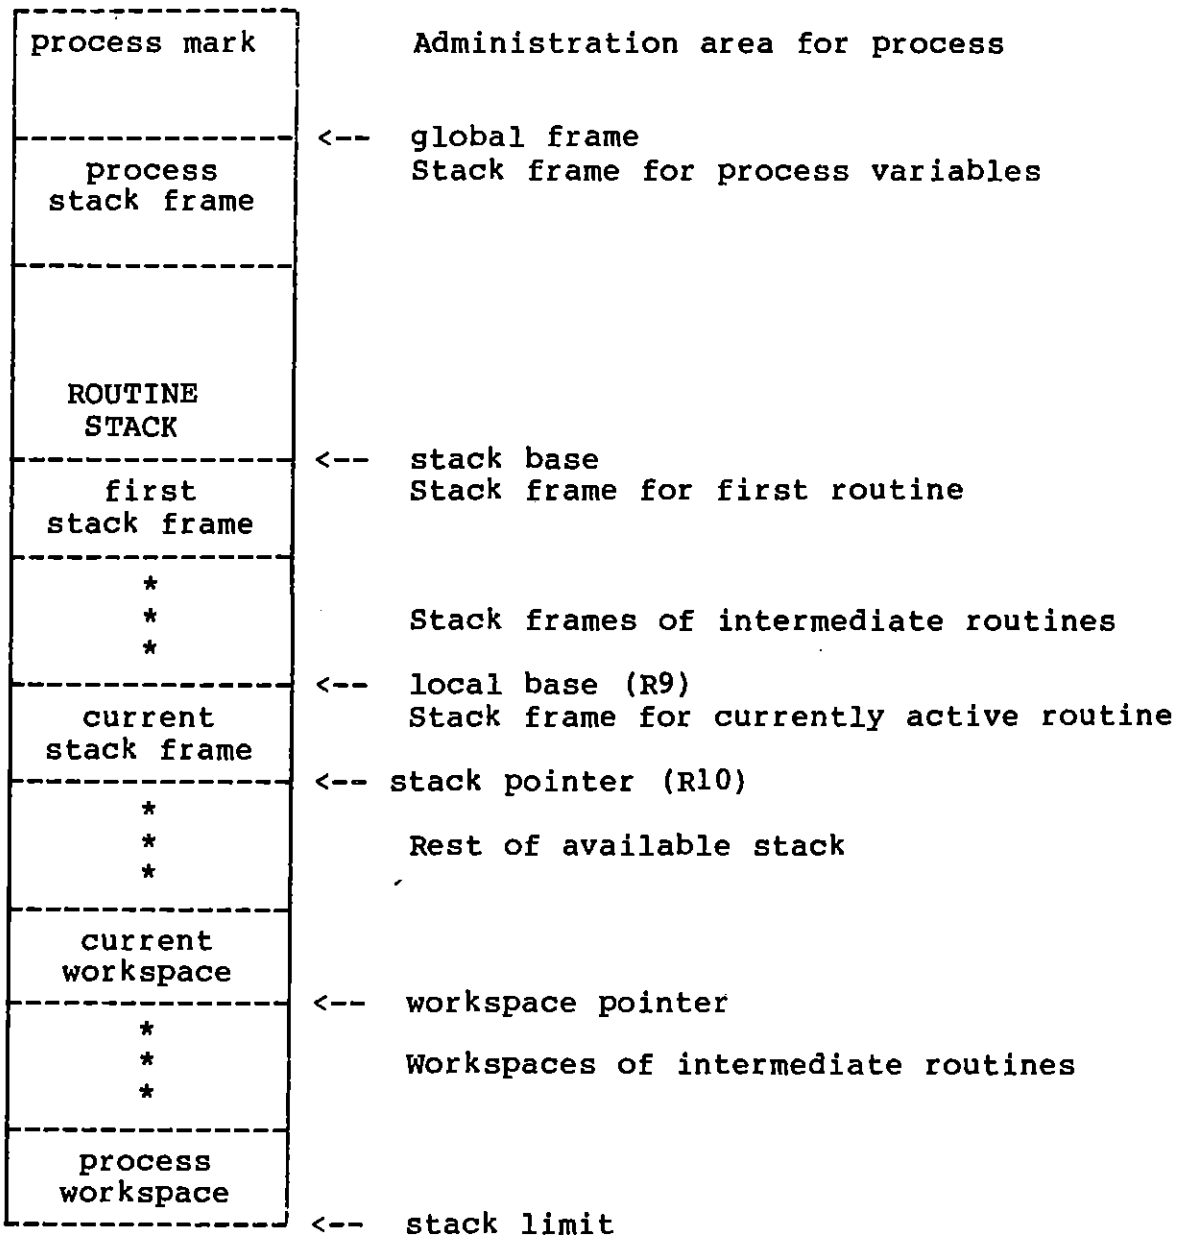 process mark Administration area for process
<-- global frame
process Stack frame for process variables
stack frame
ROUTINE
STACK
<-- stack base
first Stack frame for first routine
stack frame
*
* Stack frames of intermediate routines
*
<-- local base (R9)
current Stack frame for currently active routine
stack frame
<-- stack pointer (R10)
*
* Rest of available stack
*
current
workspace
<-- workspace pointer
*
* Workspaces of intermediate routines
*
process
workspace
<-- stack limit